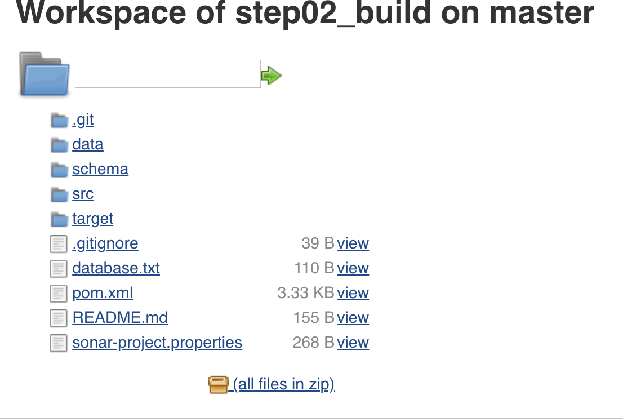 Workspace of step02_build on master
.git
data
schema
src
target
.gitignore 39 B view
database.txt 110 B view
pom.xml 3.33 KB view
README.md 155 B view
sonar-project.properties 268 B view
(all files in zip)